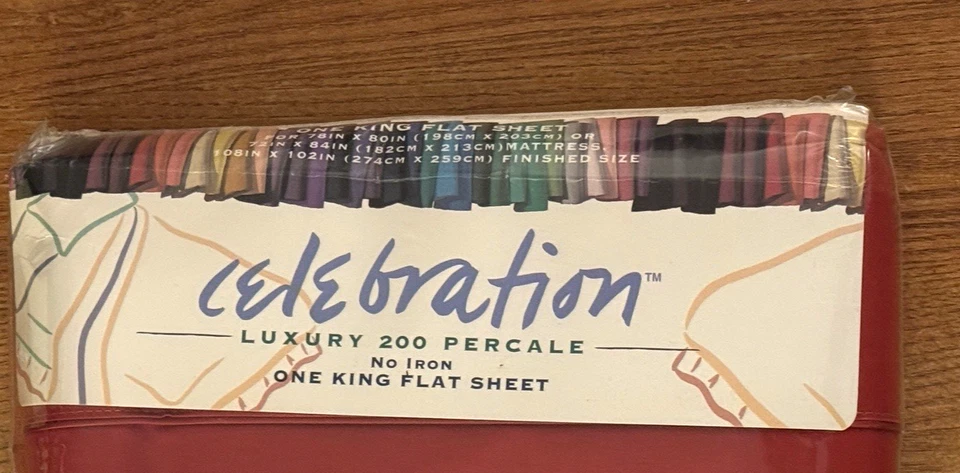 ONE KING FLAT SHEET
FOR 78IN X 80IN (198CM X 203CM) OR
72IN X 84IN (182CM X 213CM) MATTRESS,
108IN X 102IN (274CM X 259CM) FINISHED SIZE
celebration™
LUXURY 200 PERCALE
No Iron
ONE KING FLAT SHEET